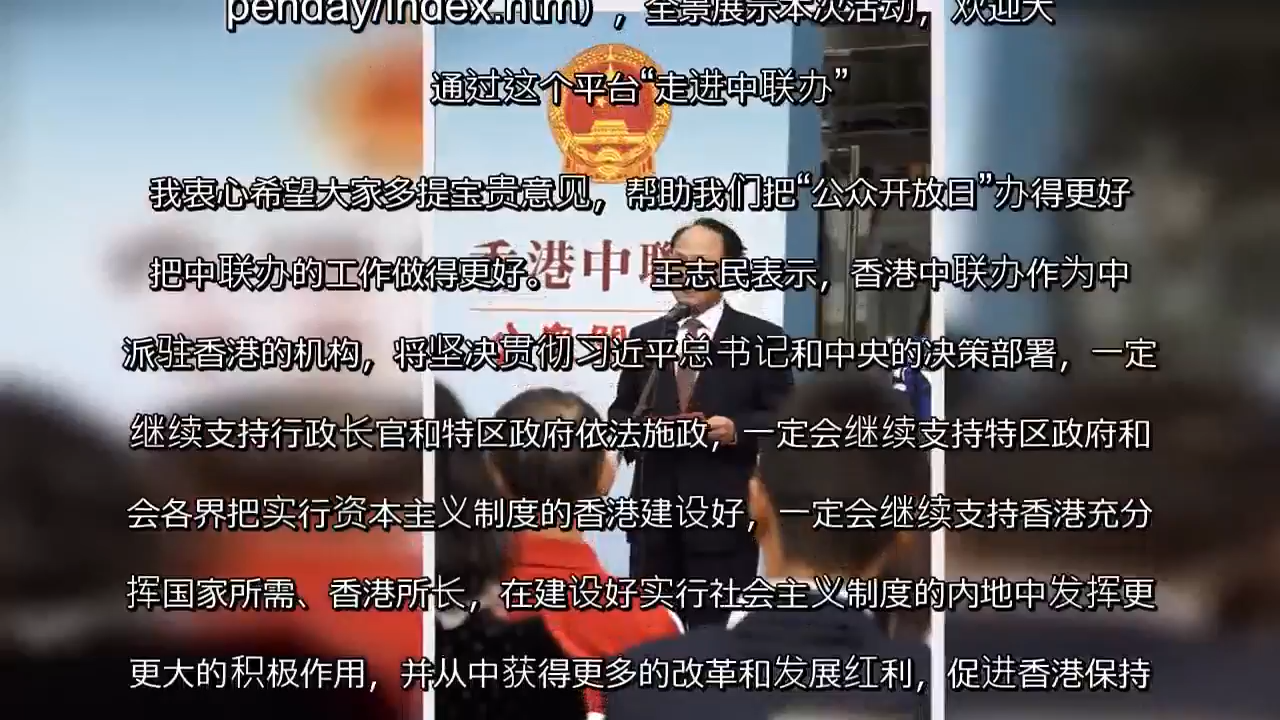 penday/index.htm），全景展示本次活动，欢迎大
通过这个平台“走进中联办”
我衷心希望大家多提宝贵意见，帮助我们把“公众开放日”办得更好
把中联办的工作做得更好。 王志民表示，香港中联办作为中
派驻香港的机构，将坚决贯彻习近平总书记和中央的决策部署，一定
继续支持行政长官和特区政府依法施政，一定会继续支持特区政府和
会各界把实行资本主义制度的香港建设好，一定会继续支持香港充分
挥国家所需、香港所长，在建设好实行社会主义制度的内地中发挥更
更大的积极作用，并从中获得更多的改革和发展红利，促进香港保持
香港中联